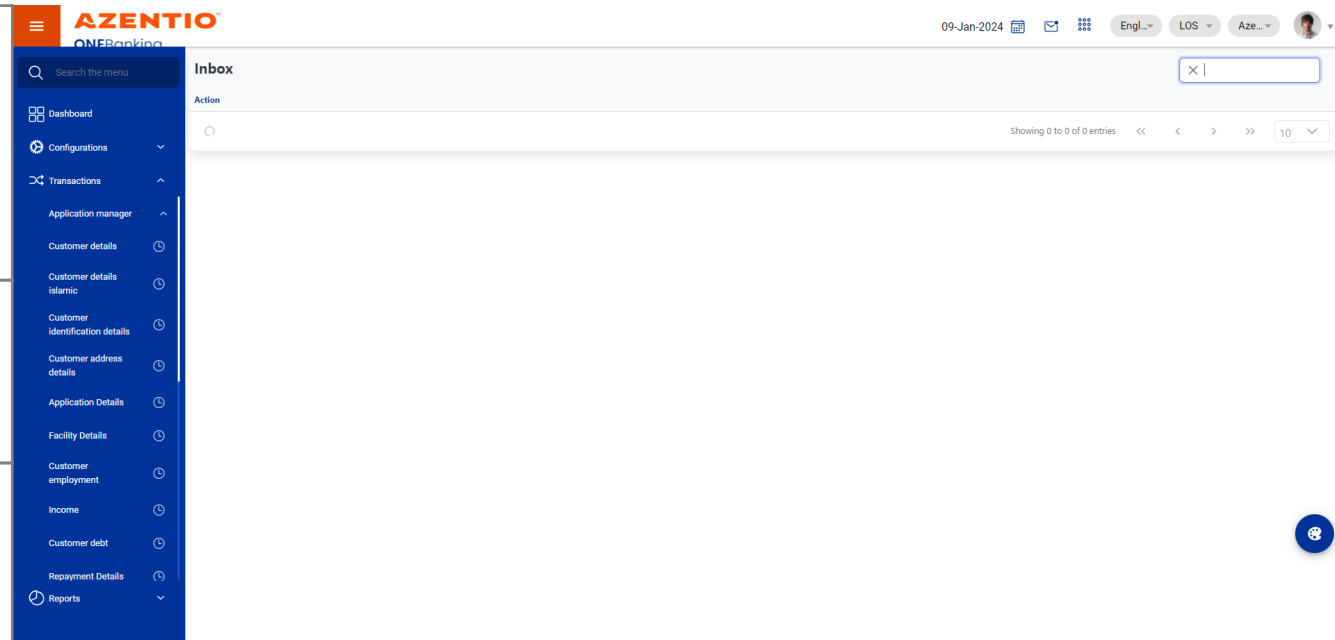 AZENTIO
ONEBanking
09-Jan-2024
Engl...
LOS
Aze...
Search the menu
Inbox
Action
Showing 0 to 0 of 0 entries
10
Dashboard
Configurations
Transactions
Application manager
Customer details
Customer details
islamic
Customer
identification details
Customer address
details
Application Details
Facility Details
Customer
employment
Income
Customer debt
Repayment Details
Reports